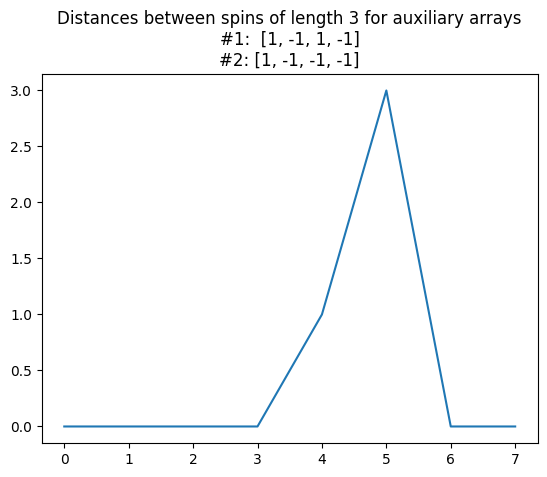 Distances between spins of length 3 for auxiliary arrays
#1:  [1, -1, 1, -1]
#2: [1, -1, -1, -1]
3.0
2.5
2.0
1.5
1.0
0.5
0.0
0 1 2 3 4 5 6 7